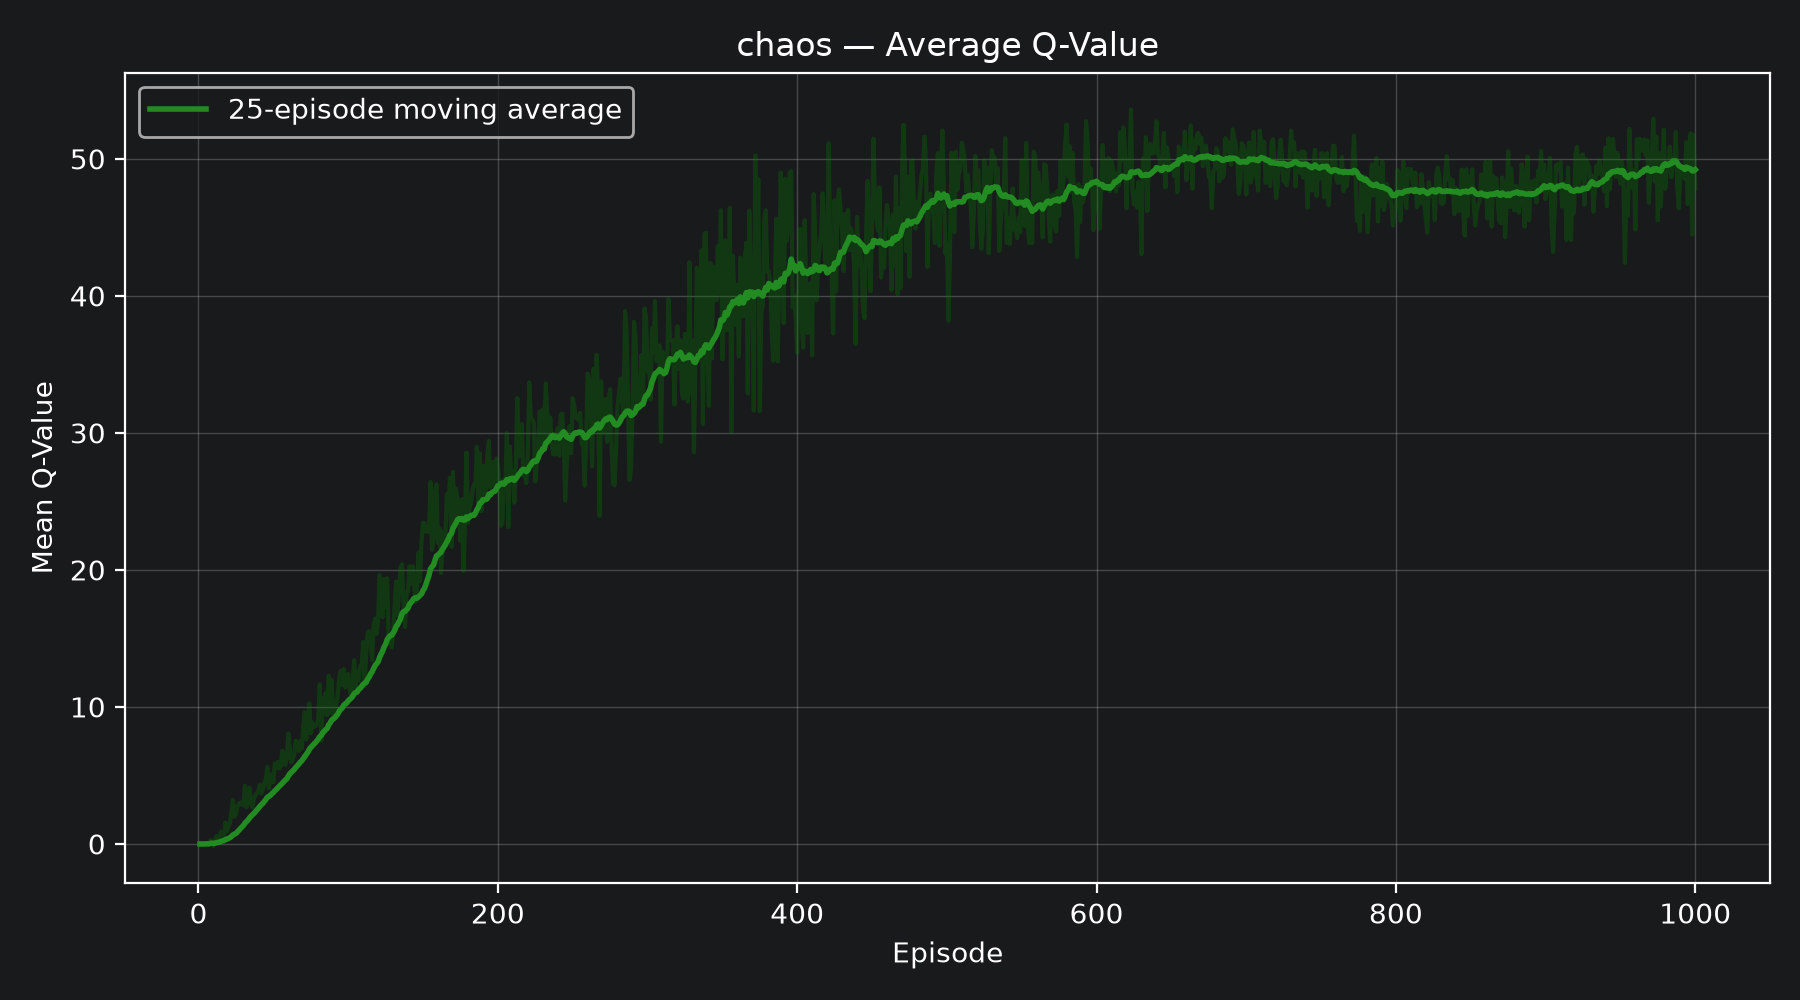 chaos — Average Q-Value
25-episode moving average
Mean Q-Value
50
40
30
20
10
0
0 200 400 600 800 1000
Episode